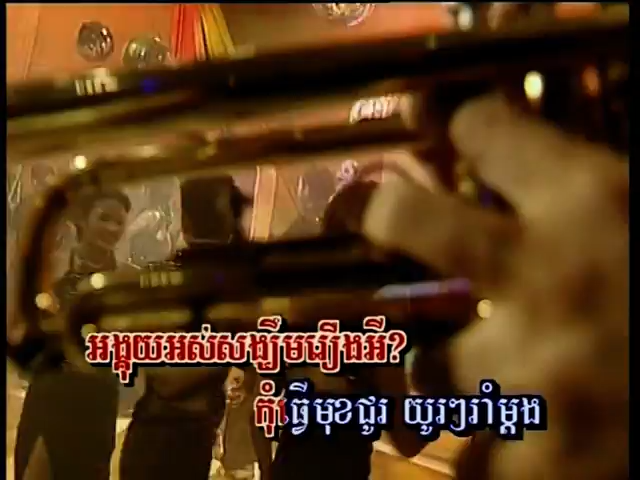 អង្គុយអស់សង្ឃឹមរឿងអី?
កុំធ្វើមុខជូរ យូរៗរាំម្ដង